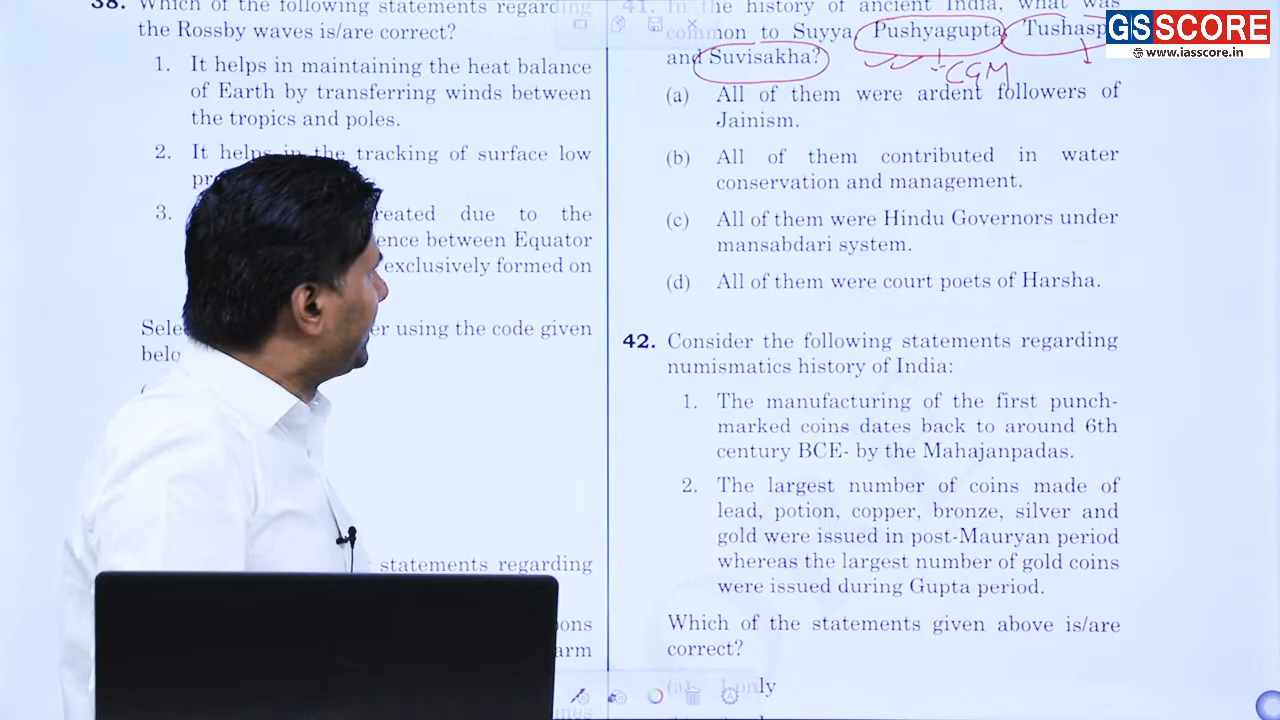 38. Which of the following statements regarding
the Rossby waves is/are correct?
1. It helps in maintaining the heat balance
of Earth by transferring winds between
the tropics and poles.
2. It helps in the tracking of surface low
3. reated due to the
ence between Equator
exclusively formed on
er using the code given
statements regarding
41. In the history of ancient India, what was
common to Suyya, Pushyagupta, Tushasp
and Suvisakha?
CGM
(a) All of them were ardent followers of
Jainism.
(b) All of them contributed in water
conservation and management.
(c) All of them were Hindu Governors under
mansabdari system.
(d) All of them were court poets of Harsha.
42. Consider the following statements regarding
numismatics history of India:
1. The manufacturing of the first punch-
marked coins dates back to around 6th
century BCE- by the Mahajanpadas.
2. The largest number of coins made of
lead, potion, copper, bronze, silver and
gold were issued in post-Mauryan period
whereas the largest number of gold coins
were issued during Gupta period.
Which of the statements given above is/are
correct?
(a) 1 only
GSSCORE
www.iasscore.in